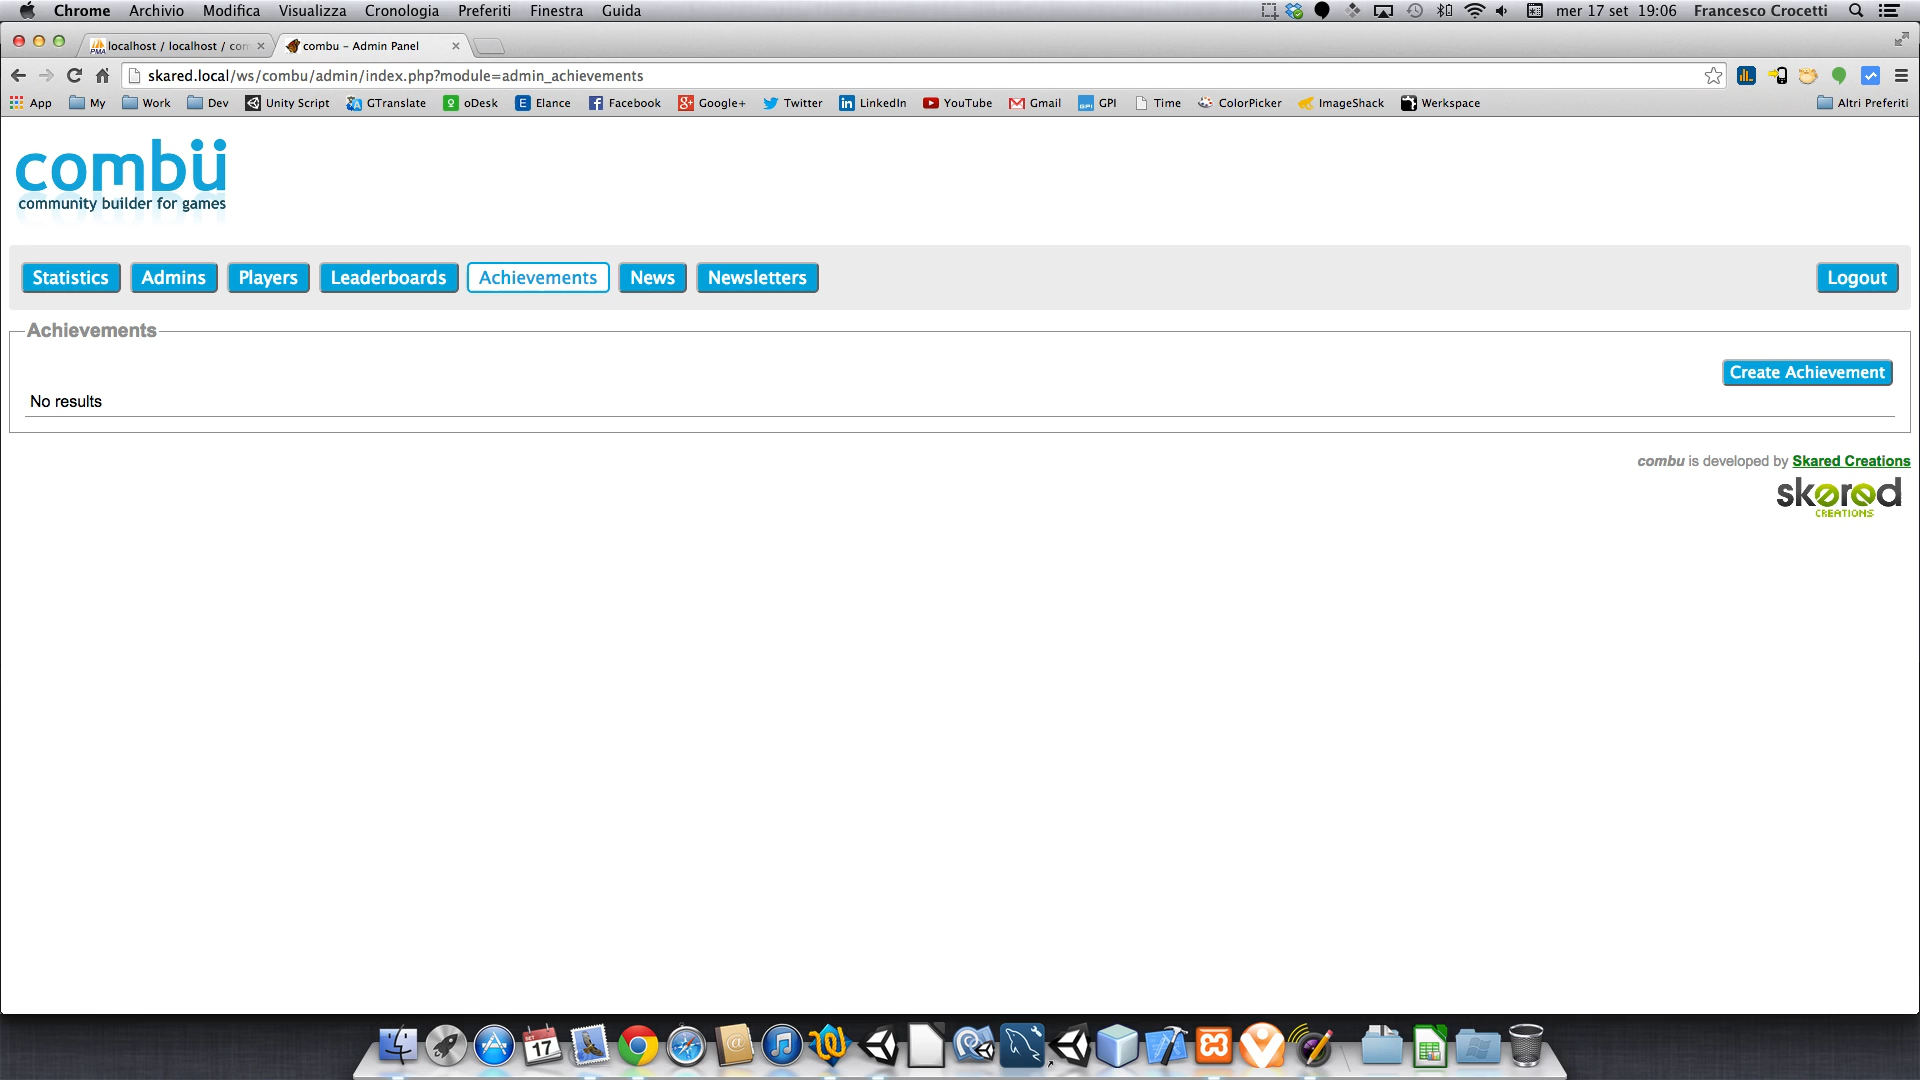 Chrome Archivio Modifica Visualizza Cronologia Preferiti Finestra Guida mer 17 set 19:06 Francesco Crocetti
localhost / localhost / com combu – Admin Panel
skared.local/ws/combu/admin/index.php?module=admin_achievements
App My Work Dev Unity Script GTranslate oDesk Elance Facebook Google+ Twitter LinkedIn YouTube Gmail GPI Time ColorPicker ImageShack Werkspace Altri Preferiti
combü
community builder for games
Statistics Admins Players Leaderboards Achievements News Newsletters Logout
Achievements
Create Achievement
No results
combu is developed by Skared Creations
skared
CREATIONS
SET
17